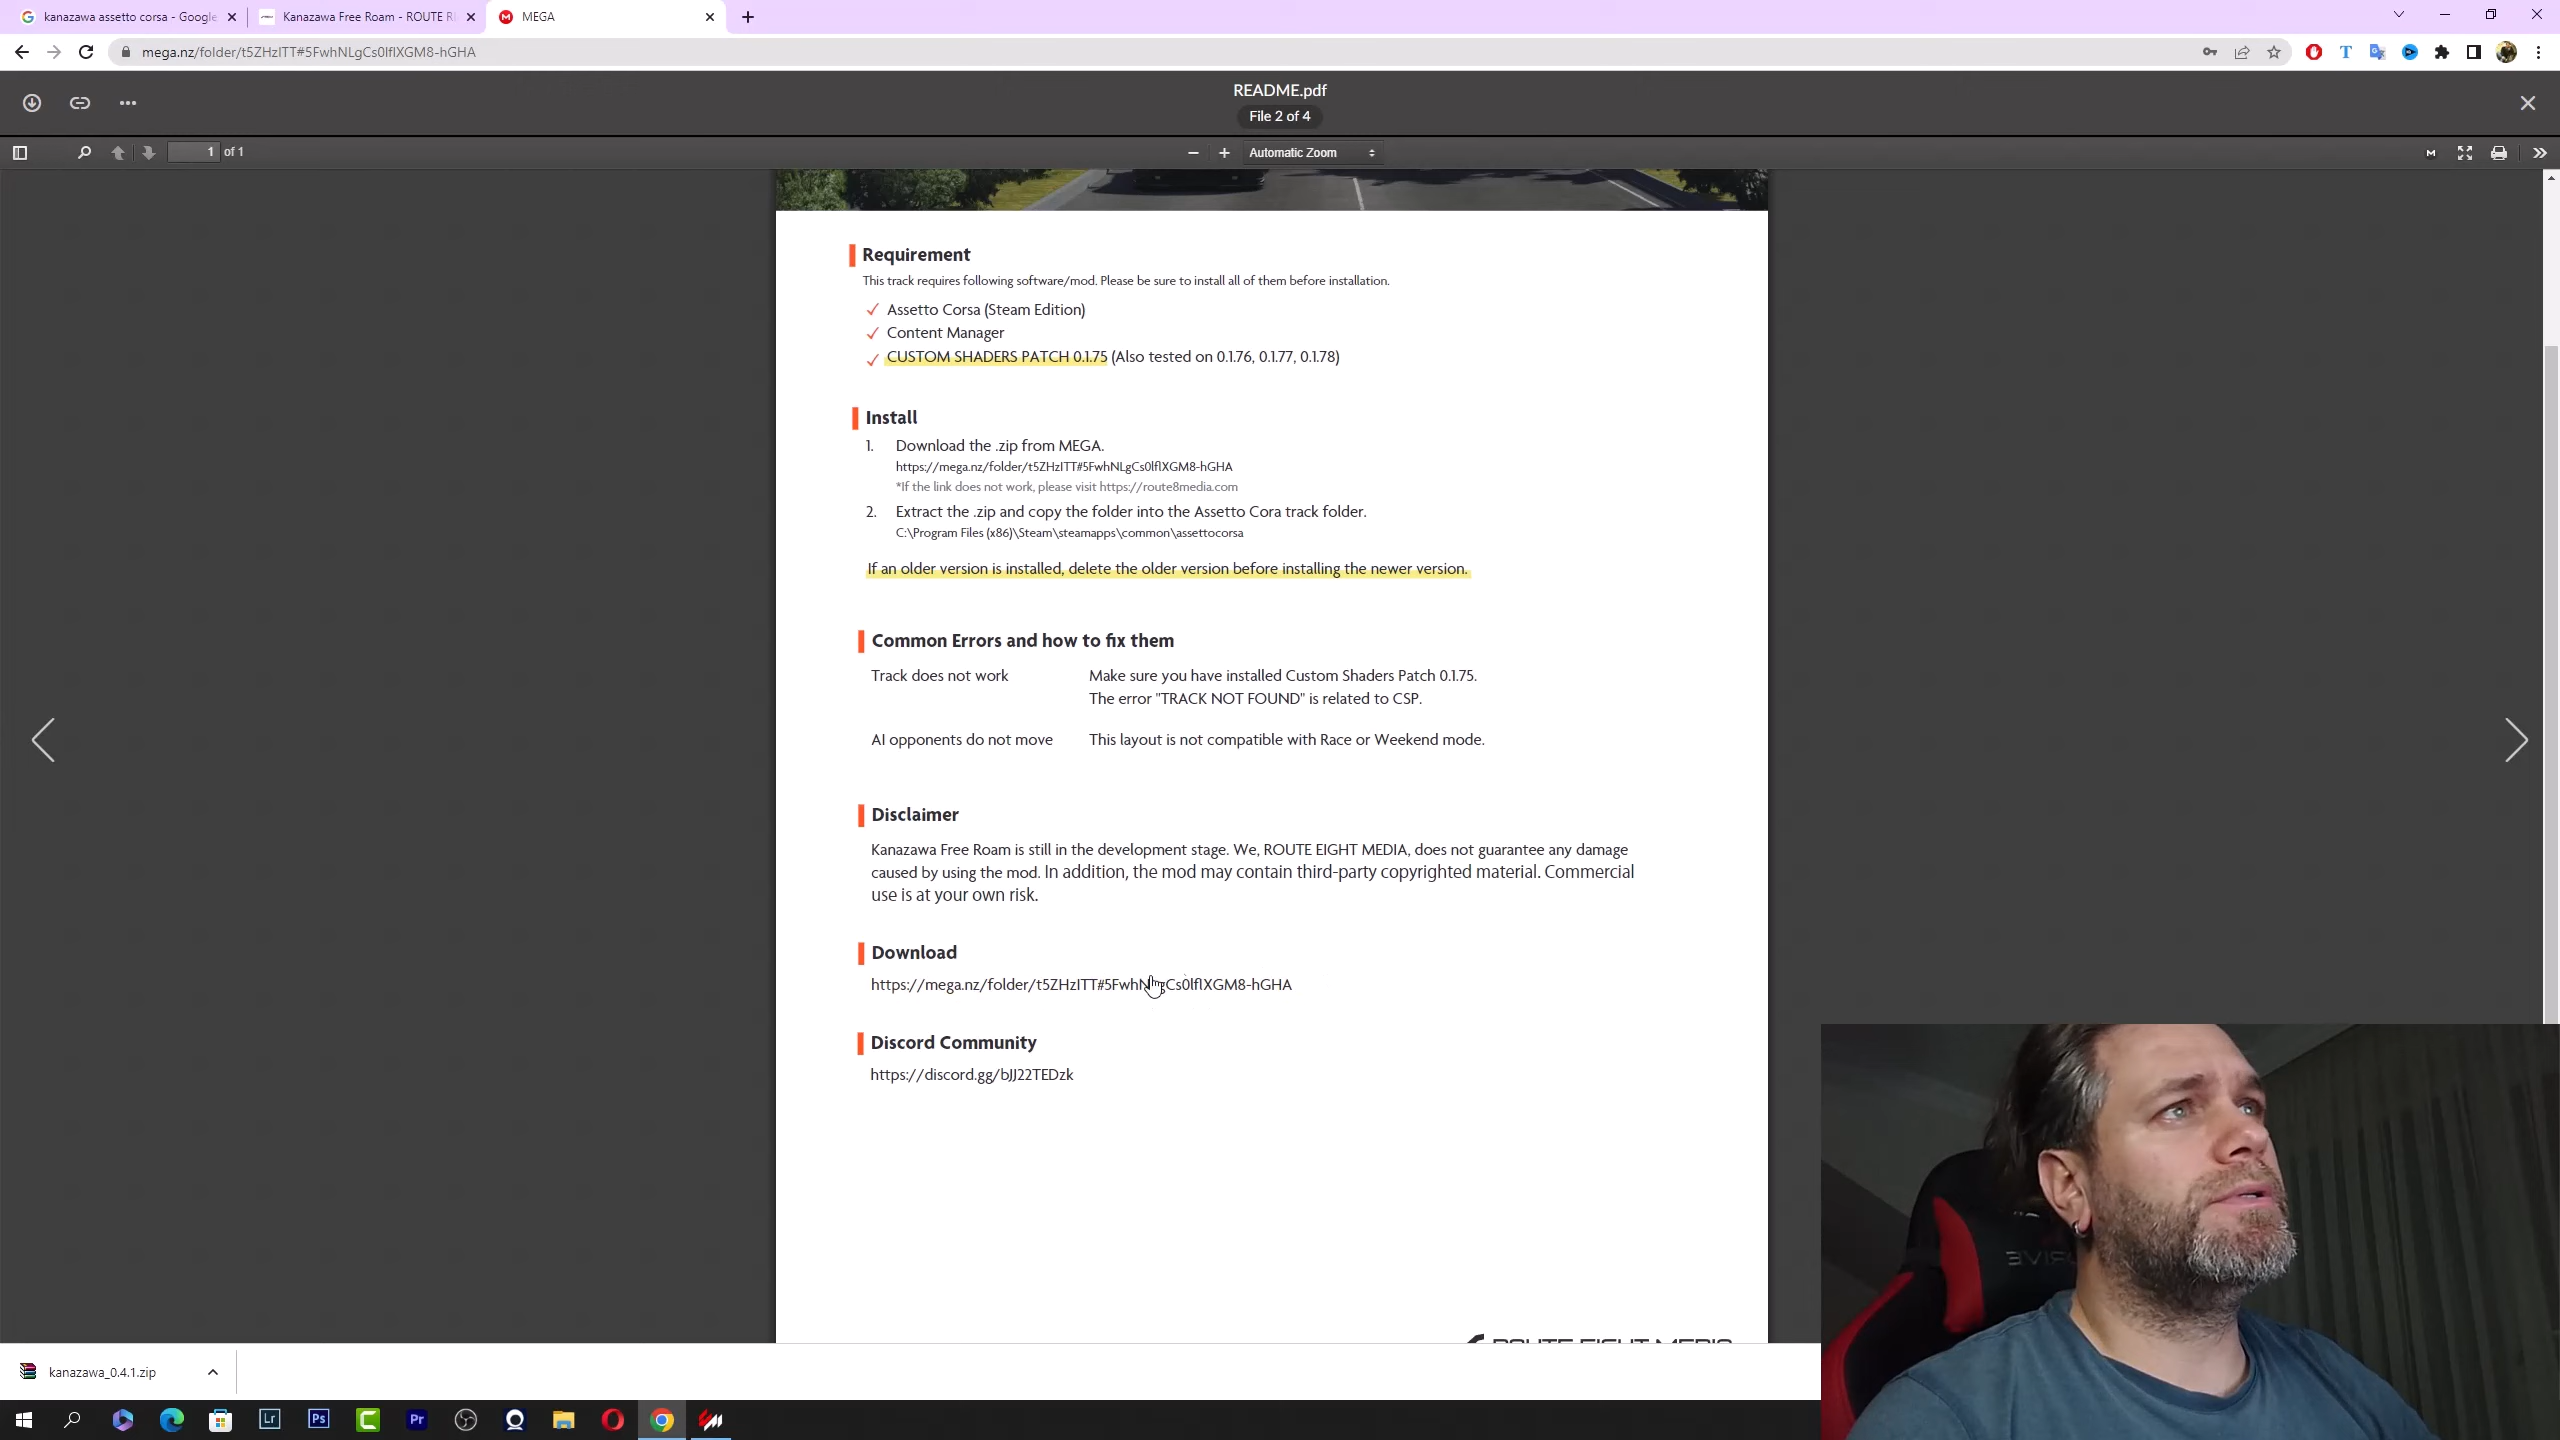 kanazawa assetto corsa - Google
Kanazawa Free Roam - ROUTE R
MEGA
mega.nz/folder/t5ZHzITT#5FwhNLgCs0lflXGM8-hGHA
README.pdf
File 2 of 4
1 of 1
Automatic Zoom
Requirement
This track requires following software/mod. Please be sure to install all of them before installation.
Assetto Corsa (Steam Edition)
Content Manager
CUSTOM SHADERS PATCH 0.1.75 (Also tested on 0.1.76, 0.1.77, 0.1.78)
Install
1. Download the .zip from MEGA.
https://mega.nz/folder/t5ZHzITT#5FwhNLgCs0lflXGM8-hGHA
*If the link does not work, please visit https://route8media.com
2. Extract the .zip and copy the folder into the Assetto Cora track folder.
C:\Program Files (x86)\Steam\steamapps\common\assettocorsa
If an older version is installed, delete the older version before installing the newer version.
Common Errors and how to fix them
Track does not work Make sure you have installed Custom Shaders Patch 0.1.75.
The error "TRACK NOT FOUND" is related to CSP.
AI opponents do not move This layout is not compatible with Race or Weekend mode.
Disclaimer
Kanazawa Free Roam is still in the development stage. We, ROUTE EIGHT MEDIA, does not guarantee any damage
caused by using the mod. In addition, the mod may contain third-party copyrighted material. Commercial
use is at your own risk.
Download
https://mega.nz/folder/t5ZHzITT#5FwhNLgCs0lflXGM8-hGHA
Discord Community
https://discord.gg/bJJ22TEDzk
ROUTE EIGHT MEDIA
kanazawa_0.4.1.zip
Lr
Ps
Pr